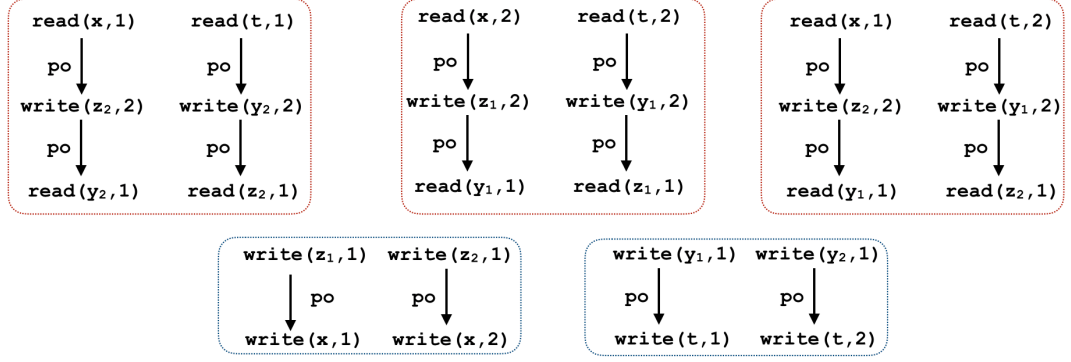 read(x,1) read(t,1) read(x,2) read(t,2) read(x,1) read(t,2)
po po po po po po
write(z₂,2) write(y₂,2) write(z₁,2) write(y₁,2) write(z₂,2) write(y₁,2)
po po po po po po
read(y₂,1) read(z₂,1) read(y₁,1) read(z₁,1) read(y₁,1) read(z₂,1)
write(z₁,1) write(z₂,1) write(y₁,1) write(y₂,1)
po po po po
write(x,1) write(x,2) write(t,1) write(t,2)